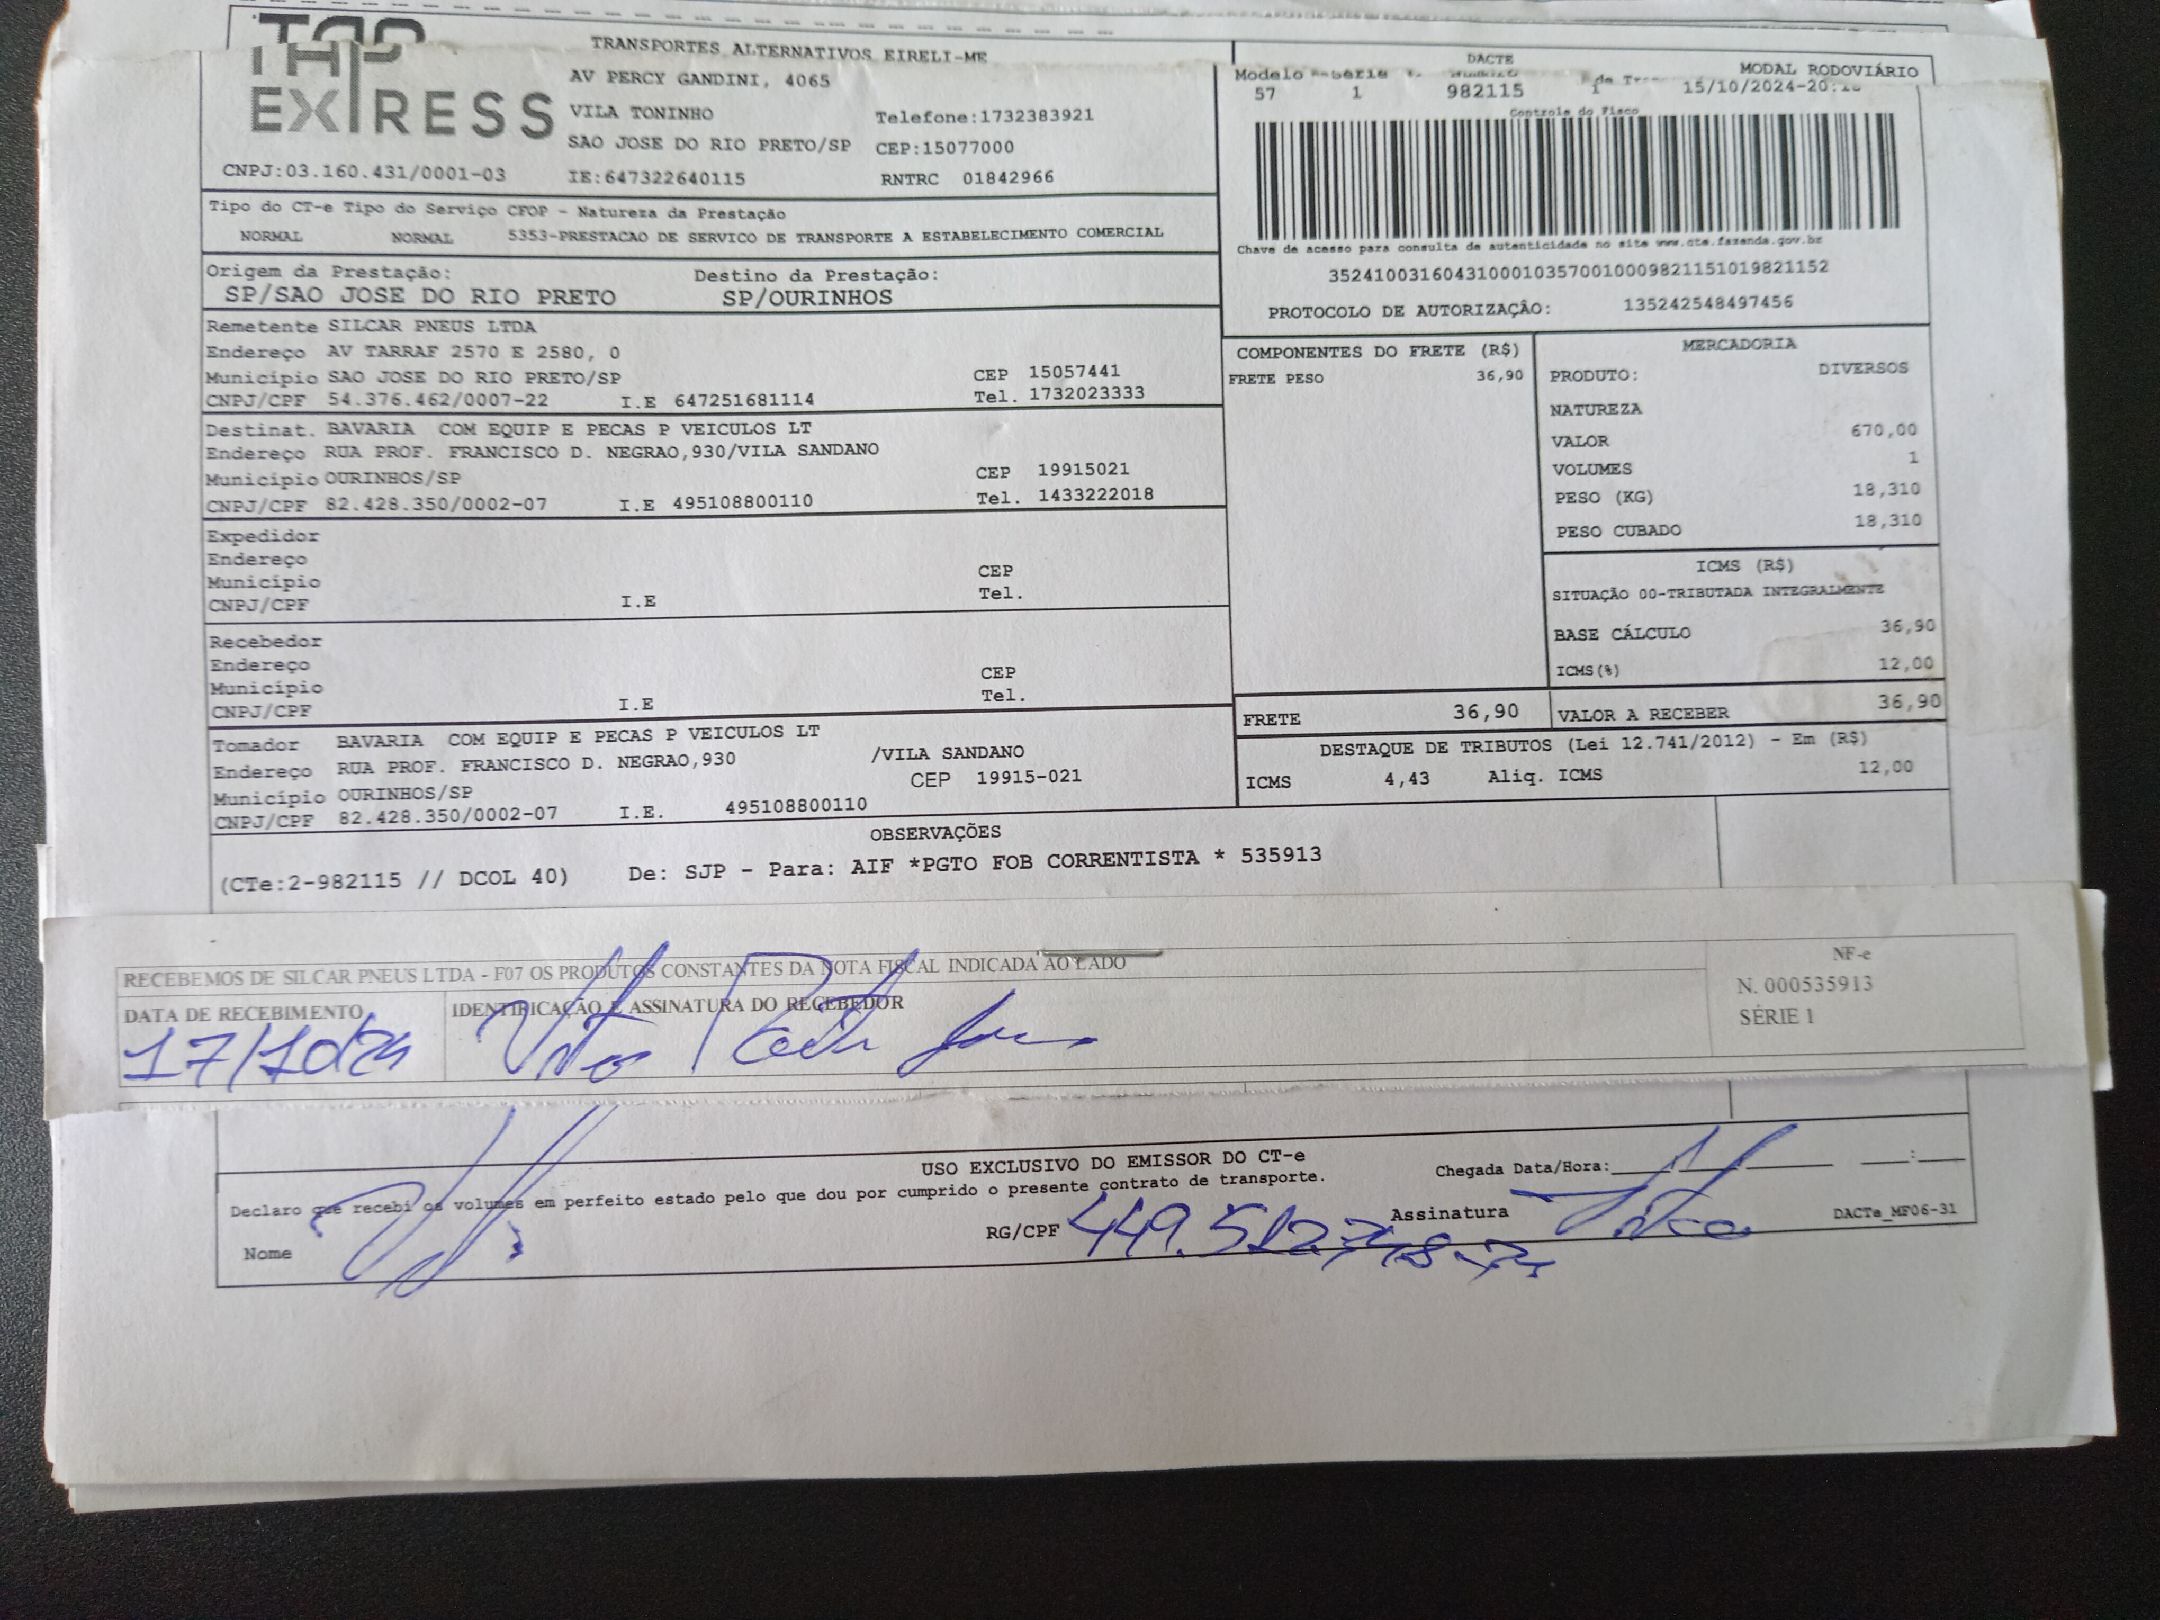 TAP
EXPRESS
TRANSPORTES ALTERNATIVOS EIRELI-ME
AV PERCY GANDINI, 4065
VILA TONINHO Telefone:1732383921
SAO JOSE DO RIO PRETO/SP CEP:15077000
CNPJ:03.160.431/0001-03 IE:647322640115 RNTRC 01842966
DACTE MODAL RODOVIÁRIO
Modelo
57 1 982115 15/10/2024-20:
Controle do Fisco
Chave de acesso para consulta de autenticidade no site www.cte.fazenda.gov.br
35241003160431000103570010009821151019821152
PROTOCOLO DE AUTORIZAÇÂO: 135242548497456
Tipo do CT-e Tipo do Serviço CFOP - Natureza da Prestação
NORMAL NORMAL 5353-PRESTACAO DE SERVICO DE TRANSPORTE A ESTABELECIMENTO COMERCIAL
Origem da Prestação: Destino da Prestação:
SP/SAO JOSE DO RIO PRETO SP/OURINHOS
Remetente SILCAR PNEUS LTDA
Endereço AV TARRAF 2570 E 2580, 0
Município SAO JOSE DO RIO PRETO/SP CEP 15057441
CNPJ/CPF 54.376.462/0007-22 I.E 647251681114 Tel. 1732023333
Destinat. BAVARIA COM EQUIP E PECAS P VEICULOS LT
Endereço RUA PROF. FRANCISCO D. NEGRAO,930/VILA SANDANO
Município OURINHOS/SP CEP 19915021
CNPJ/CPF 82.428.350/0002-07 I.E 495108800110 Tel. 1433222018
Expedidor
Endereço
Município CEP
CNPJ/CPF I.E Tel.
Recebedor
Endereço
Município CEP
CNPJ/CPF I.E Tel.
Tomador BAVARIA COM EQUIP E PECAS P VEICULOS LT
Endereço RUA PROF. FRANCISCO D. NEGRAO,930 /VILA SANDANO
Município OURINHOS/SP CEP 19915-021
CNPJ/CPF 82.428.350/0002-07 I.E. 495108800110
COMPONENTES DO FRETE (R$)
FRETE PESO 36,90
MERCADORIA
PRODUTO: DIVERSOS
NATUREZA
VALOR 670,00
VOLUMES 1
PESO (KG) 18,310
PESO CUBADO 18,310
ICMS (R$)
SITUAÇÃO 00-TRIBUTADA INTEGRALMENTE
BASE CÁLCULO 36,90
ICMS(%) 12,00
FRETE 36,90 VALOR A RECEBER 36,90
DESTAQUE DE TRIBUTOS (Lei 12.741/2012) - Em (R$)
ICMS 4,43 Aliq. ICMS 12,00
OBSERVAÇÕES
(CTe:2-982115 // DCOL 40) De: SJP - Para: AIF *PGTO FOB CORRENTISTA * 535913
RECEBEMOS DE SILCAR PNEUS LTDA - F07 OS PRODUTOS CONSTANTES DA NOTA FISCAL INDICADA AO LADO
DATA DE RECEBIMENTO IDENTIFICAÇÃO E ASSINATURA DO RECEBEDOR
17/10/24
NF-e
N. 000535913
SÉRIE 1
USO EXCLUSIVO DO EMISSOR DO CT-e
Declaro que recebi os volumes em perfeito estado pelo que dou por cumprido o presente contrato de transporte.
Chegada Data/Hora:
Nome RG/CPF 449.512 Assinatura DACTe_MF06-31